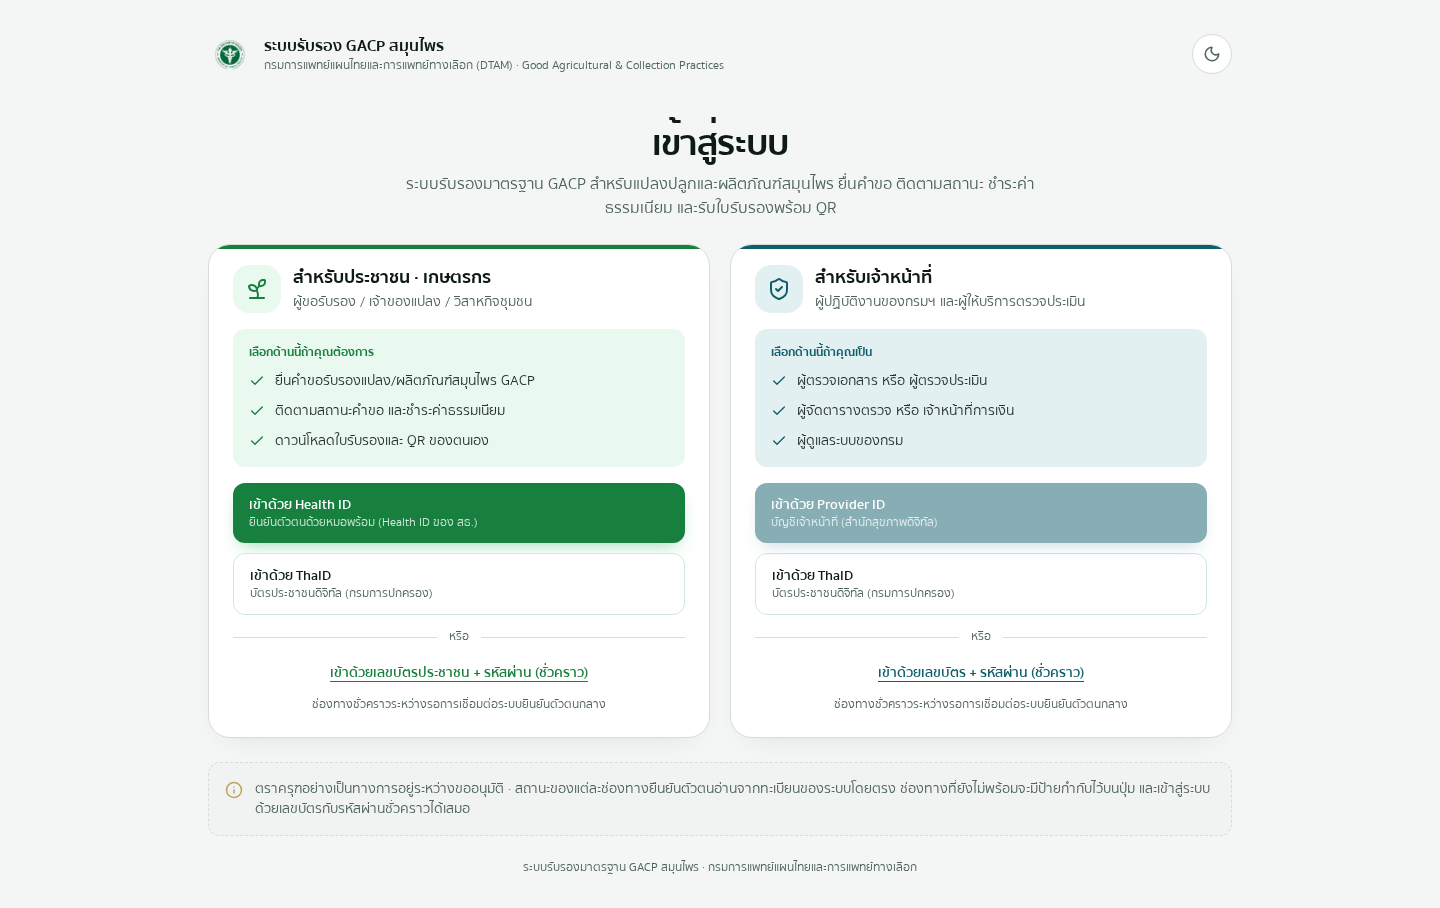 ระบบรับรอง GACP สมุนไพร
กรมการแพทย์แผนไทยและการแพทย์ทางเลือก (DTAM) · Good Agricultural & Collection Practices
เข้าสู่ระบบ
ระบบรับรองมาตรฐาน GACP สำหรับแปลงปลูกและผลิตภัณฑ์สมุนไพร ยื่นคำขอ ติดตามสถานะ ชำระค่า
ธรรมเนียม และรับใบรับรองพร้อม QR
สำหรับประชาชน · เกษตรกร
ผู้ขอรับรอง / เจ้าของแปลง / วิสาหกิจชุมชน
เลือกด้านนี้ถ้าคุณต้องการ
ยื่นคำขอรับรองแปลง/ผลิตภัณฑ์สมุนไพร GACP
ติดตามสถานะคำขอ และชำระค่าธรรมเนียม
ดาวน์โหลดใบรับรองและ QR ของตนเอง
เข้าด้วย Health ID
ยืนยันตัวตนด้วยหมอพร้อม (Health ID ของ สธ.)
เข้าด้วย ThaID
บัตรประชาชนดิจิทัล (กรมการปกครอง)
หรือ
เข้าด้วยเลขบัตรประชาชน + รหัสผ่าน (ชั่วคราว)
ช่องทางชั่วคราวระหว่างรอการเชื่อมต่อระบบยืนยันตัวตนกลาง
สำหรับเจ้าหน้าที่
ผู้ปฏิบัติงานของกรมฯ และผู้ให้บริการตรวจประเมิน
เลือกด้านนี้ถ้าคุณเป็น
ผู้ตรวจเอกสาร หรือ ผู้ตรวจประเมิน
ผู้จัดตารางตรวจ หรือ เจ้าหน้าที่การเงิน
ผู้ดูแลระบบของกรม
เข้าด้วย Provider ID
บัญชีเจ้าหน้าที่ (สำนักสุขภาพดิจิทัล)
เข้าด้วย ThaID
บัตรประชาชนดิจิทัล (กรมการปกครอง)
หรือ
เข้าด้วยเลขบัตร + รหัสผ่าน (ชั่วคราว)
ช่องทางชั่วคราวระหว่างรอการเชื่อมต่อระบบยืนยันตัวตนกลาง
ตราครุฑอย่างเป็นทางการอยู่ระหว่างขออนุมัติ · สถานะของแต่ละช่องทางยืนยันตัวตนอ่านจากทะเบียนของระบบโดยตรง ช่องทางที่ยังไม่พร้อมจะมีป้ายกำกับไว้บนปุ่ม และเข้าสู่ระบบ
ด้วยเลขบัตรกับรหัสผ่านชั่วคราวได้เสมอ
ระบบรับรองมาตรฐาน GACP สมุนไพร · กรมการแพทย์แผนไทยและการแพทย์ทางเลือก